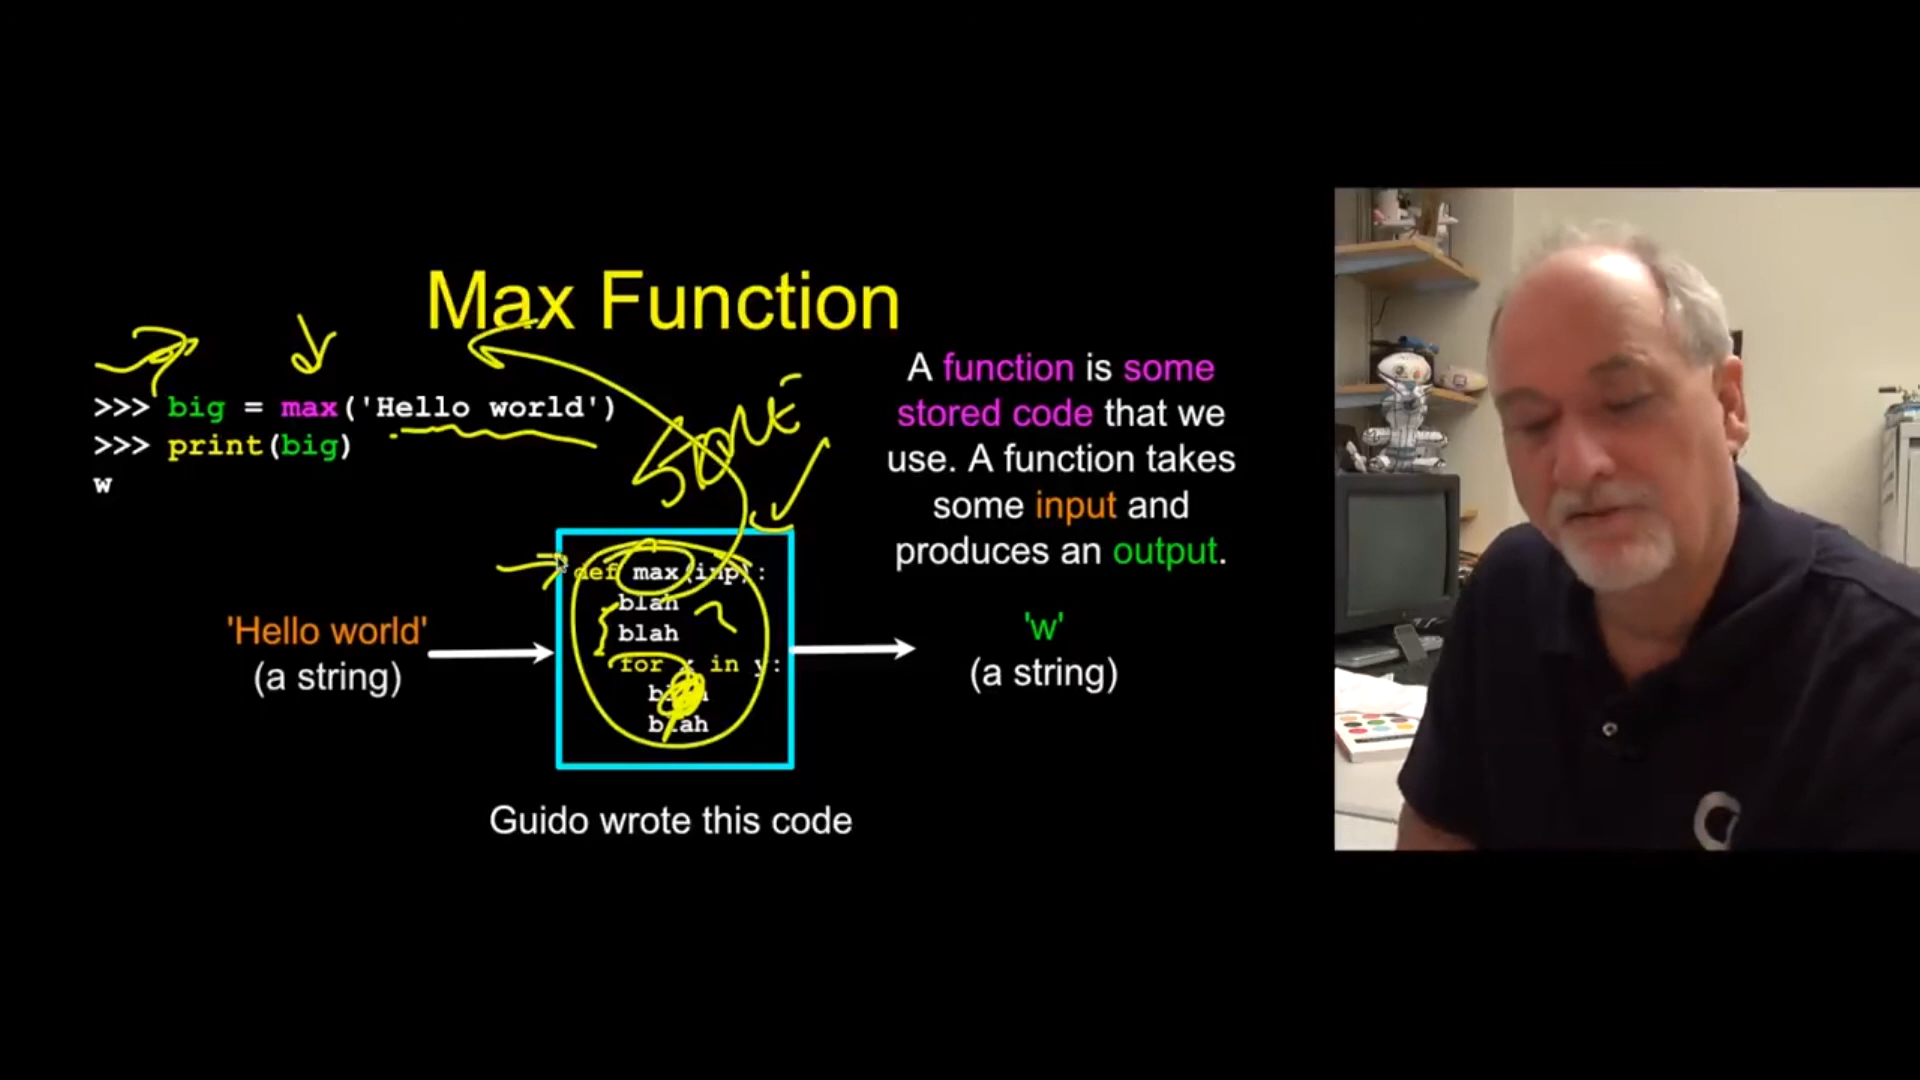 Max Function
>>> big = max('Hello world')
>>> print(big)
w
A function is some
stored code that we
use. A function takes
some input and
produces an output.
def max(inp):
blah
blah
for x in y:
blah
blah
'Hello world'
(a string)
'w'
(a string)
Guido wrote this code